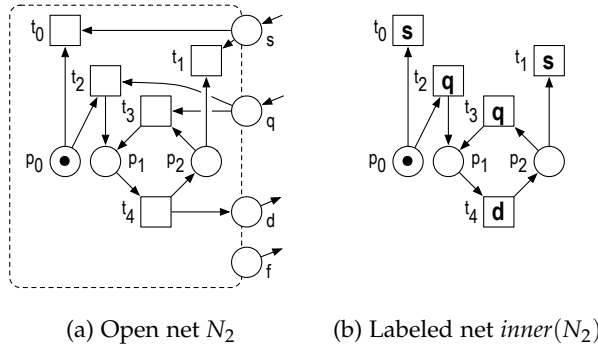 t0 s t0 s
t1 t1 s
t2 t2 q
t3 q t3 q
p0 p1 p2 p0 p1 p2
t4 d t4 d
f
(a) Open net N2 (b) Labeled net inner(N2)